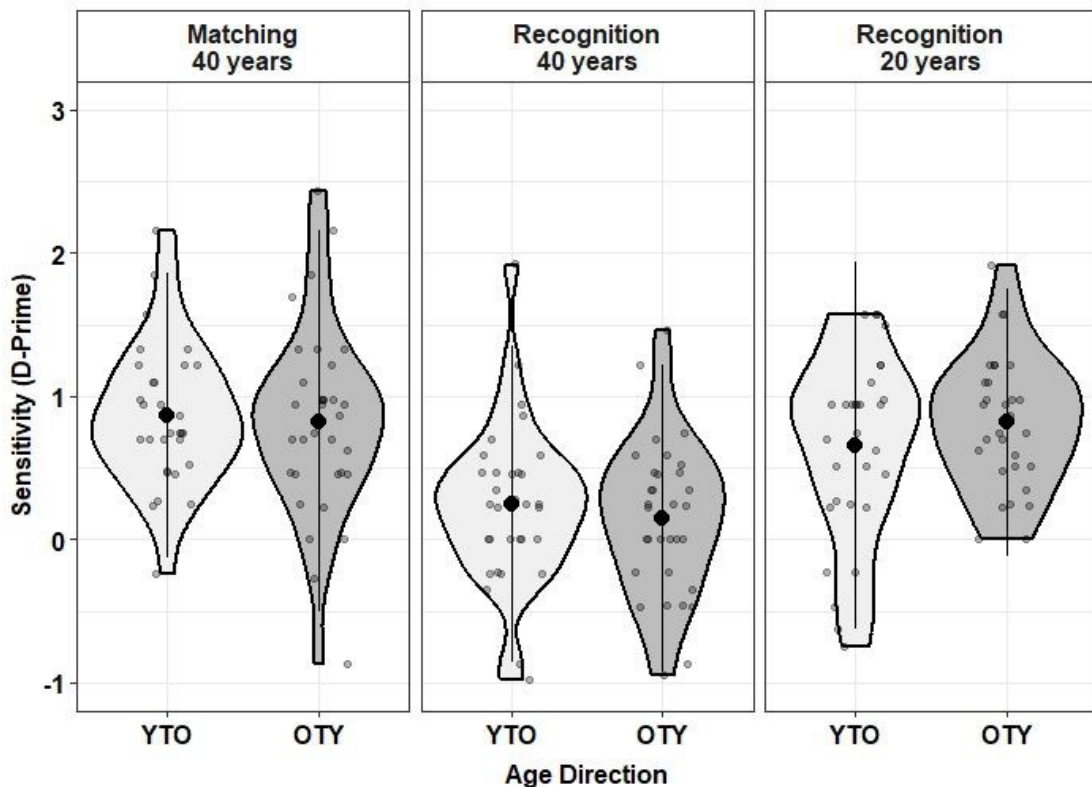 Matching
40 years
Recognition
40 years
Recognition
20 years
Sensitivity (D-Prime)
3
2
1
0
-1
YTO
OTY
YTO
OTY
YTO
OTY
Age Direction